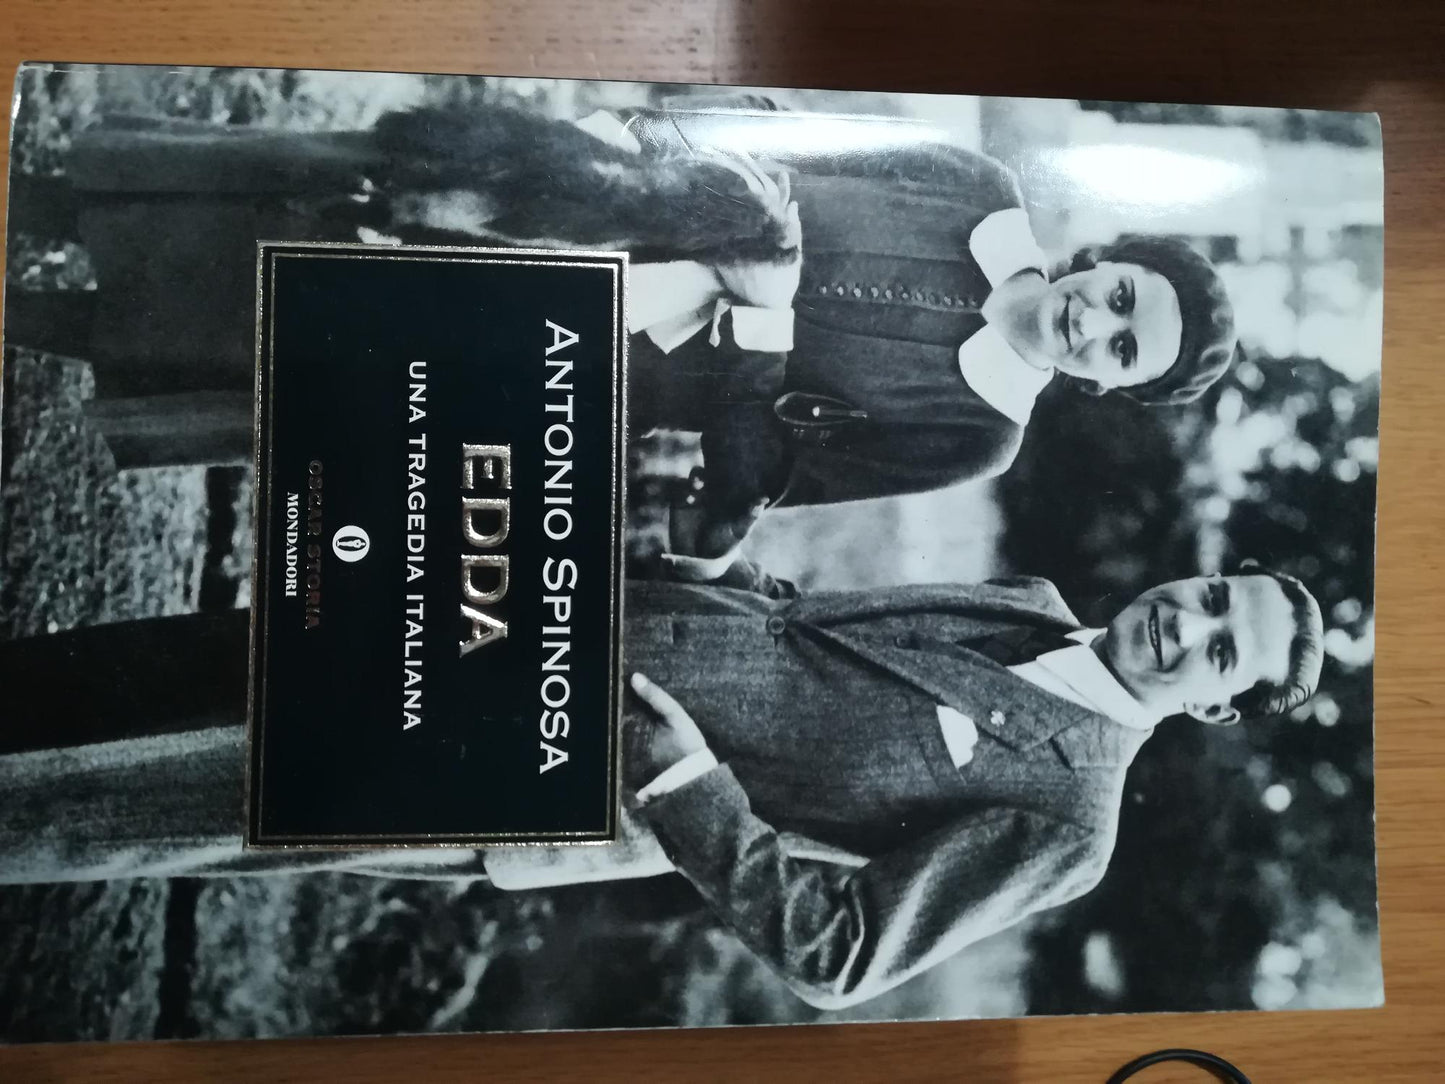 ANTONIO SPINOSA
EDDA
UNA TRAGEDIA ITALIANA
OSCAR STORIA
MONDADORI